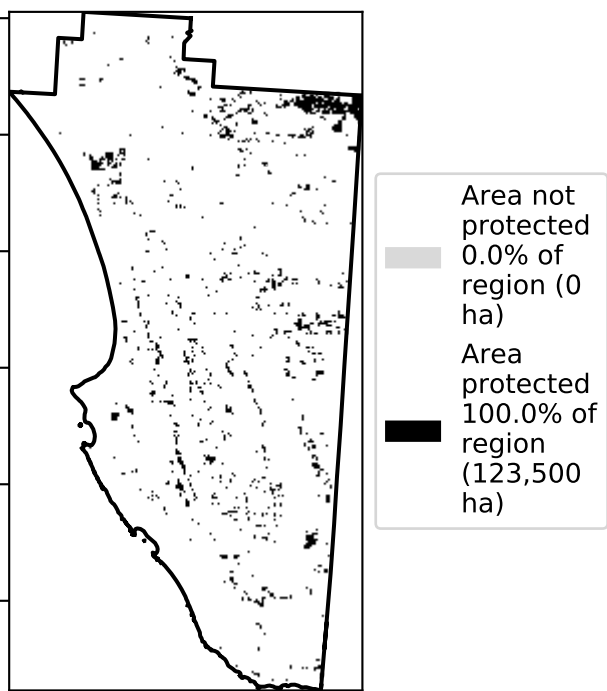 Area not
protected
0.0% of
region (0
ha)
Area
protected
100.0% of
region
(123,500
ha)